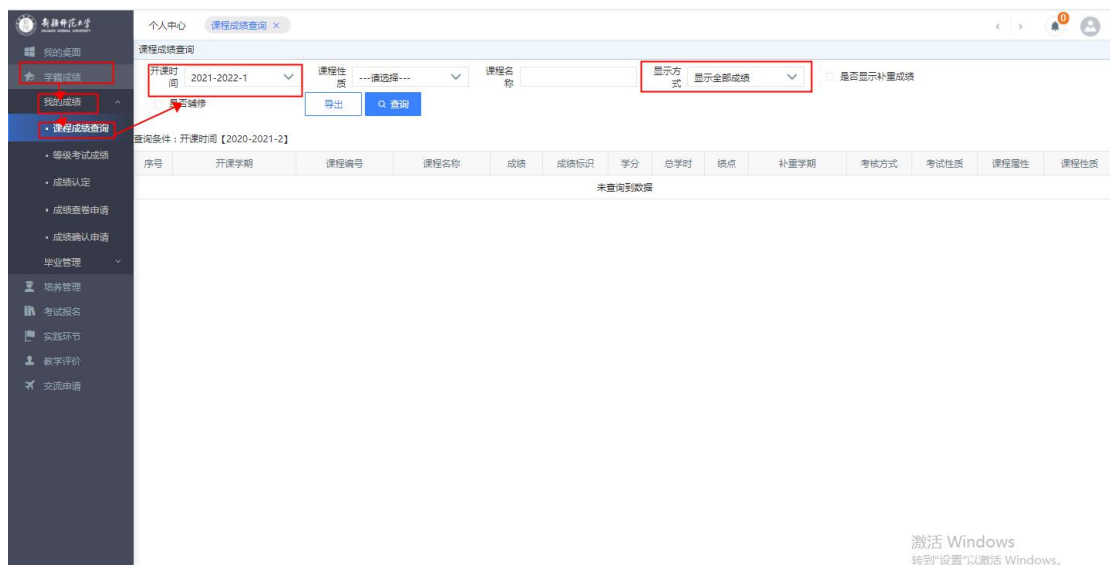 新疆师范大学
XINJIANG NORMAL UNIVERSITY
个人中心
课程成绩查询 ×
0
我的桌面
学籍成绩
我的成绩
课程成绩查询
等级考试成绩
成绩认定
成绩查卷申请
成绩确认申请
毕业管理
培养管理
考试报名
实践环节
教学评价
交流申请
课程成绩查询
开课时间 2021-2022-1
课程性质 ---请选择---
课程名称
显示方式 显示全部成绩
是否显示补重成绩
是否辅修
导出
查询
查询条件：开课时间【2020-2021-2】
序号 开课学期 课程编号 课程名称 成绩 成绩标识 学分 总学时 绩点 补重学期 考核方式 考试性质 课程属性 课程性质
未查询到数据
激活 Windows
转到"设置"以激活 Windows。